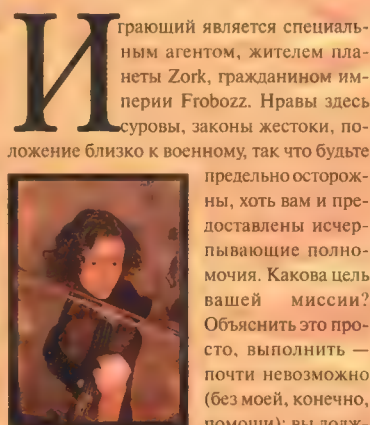 Играющий является специаль-
ным агентом, жителем пла-
неты Zork, гражданином им-
перии Frobozz. Нравы здесь
суровы, законы жестоки, по-
ложение близко к военному, так что будьте
предельно осторож-
ны, хоть вам и пре-
доставлены исчер-
пывающие полно-
мочия. Какова цель
вашей миссии?
Объяснить это про-
сто, выполнить —
почти невозможно
(без моей, конечно,
помощи): вы долж-